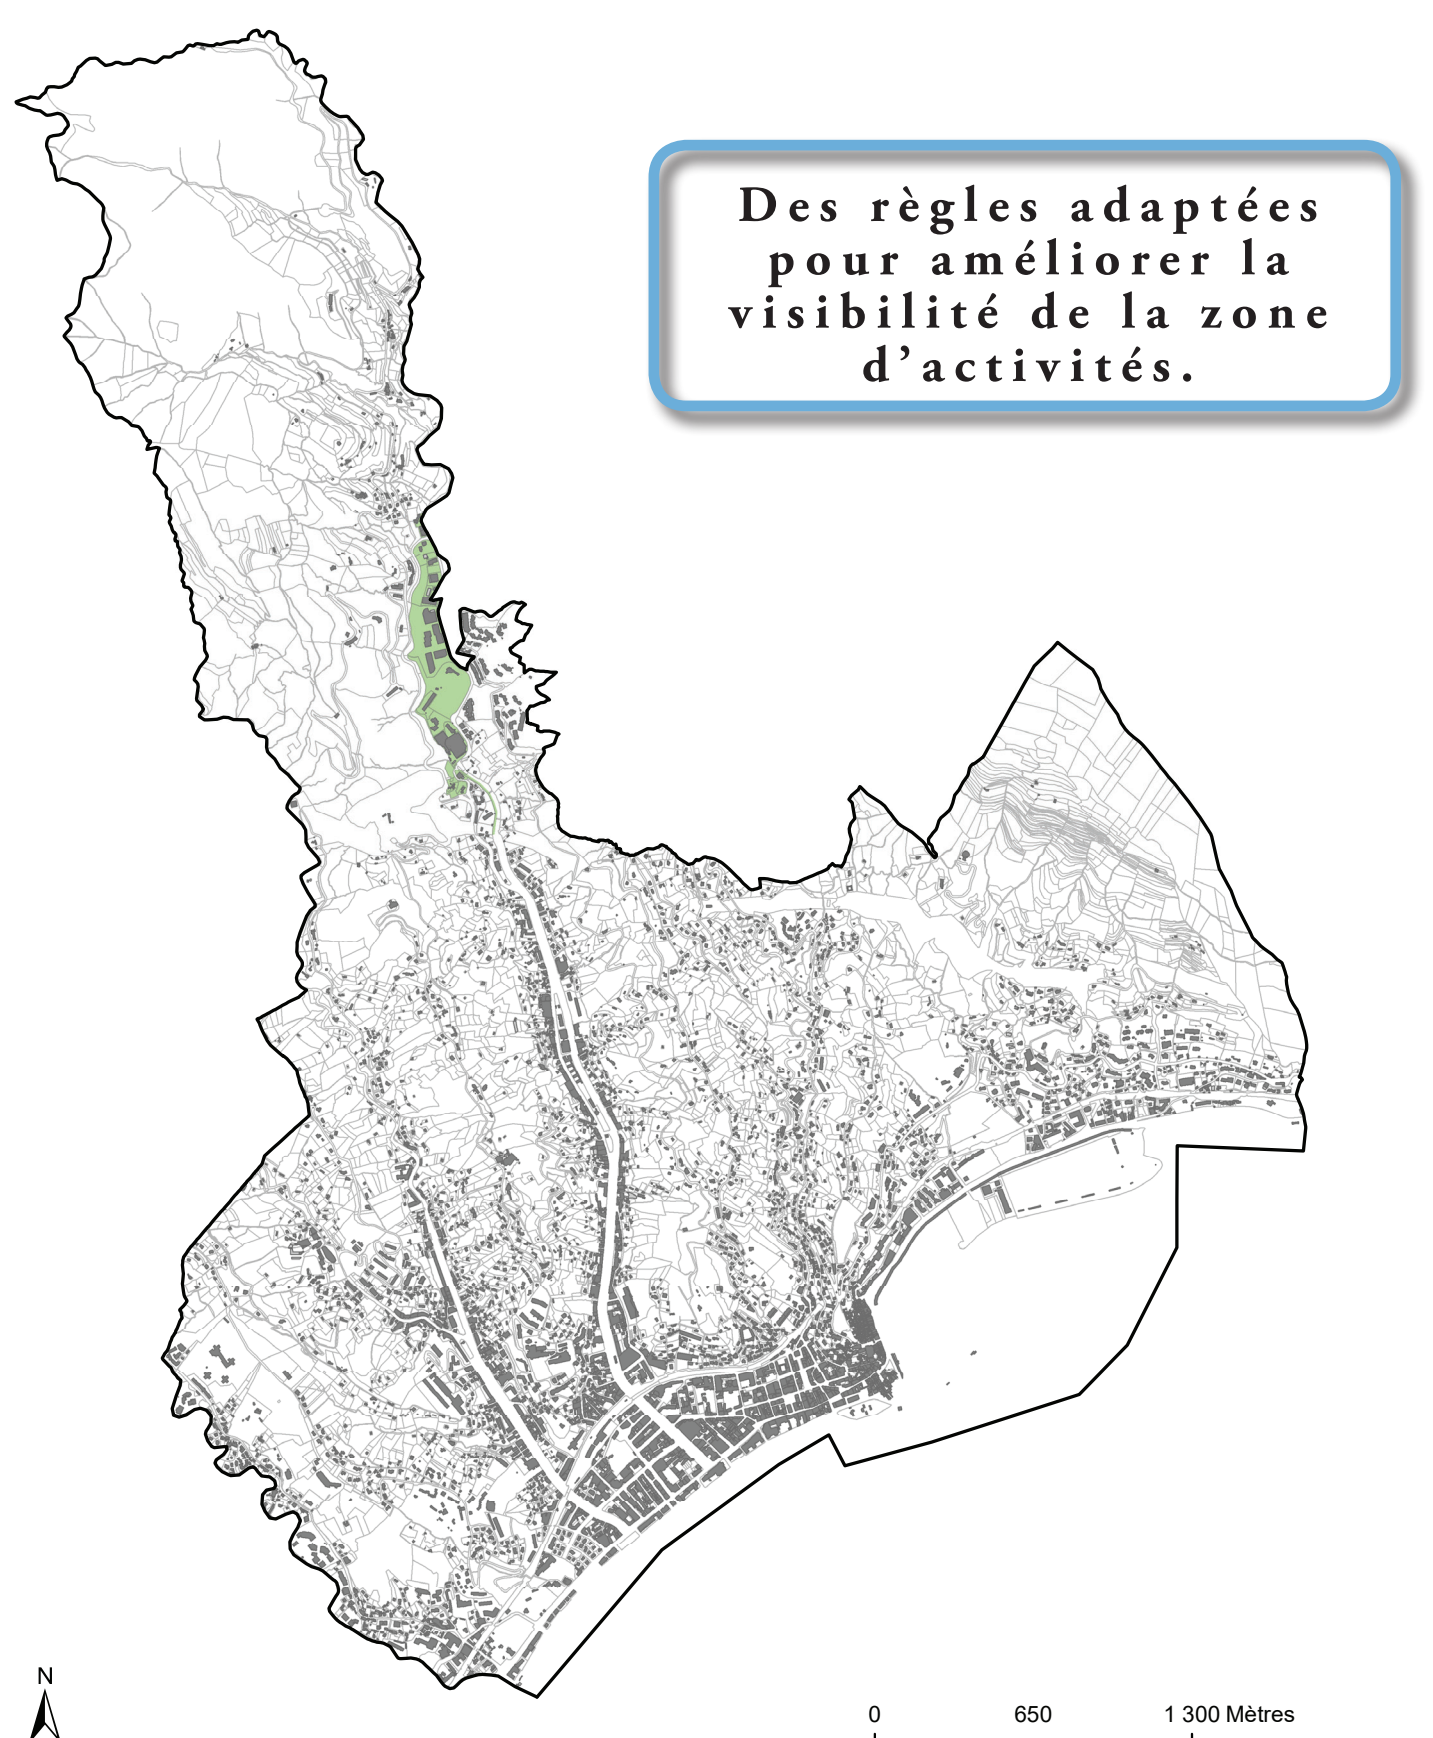 Des règles adaptées
pour améliorer la
visibilité de la zone
d’activités.
N
0 650 1 300 Mètres